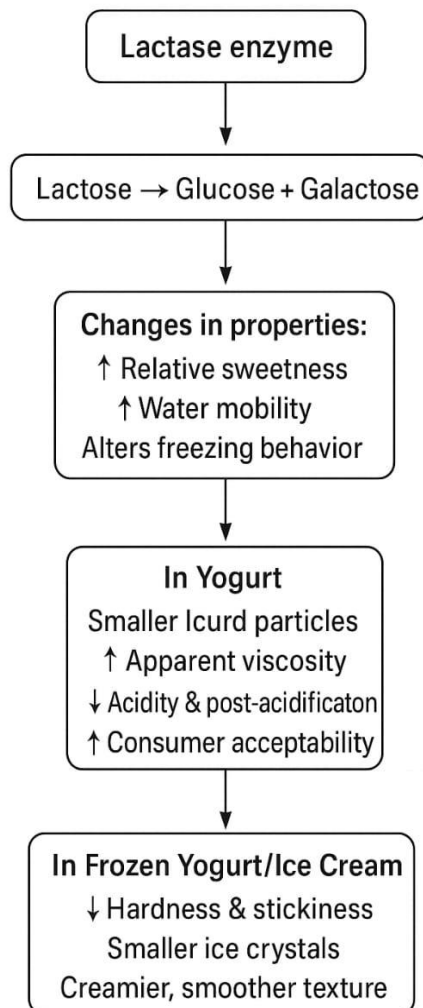 Lactase enzyme
Lactose → Glucose + Galactose
Changes in properties:
↑ Relative sweetness
↑ Water mobility
Alters freezing behavior
In Yogurt
Smaller Icurd particles
↑ Apparent viscosity
↓ Acidity & post-acidificaton
↑ Consumer acceptability
In Frozen Yogurt/Ice Cream
↓ Hardness & stickiness
Smaller ice crystals
Creamier, smoother texture